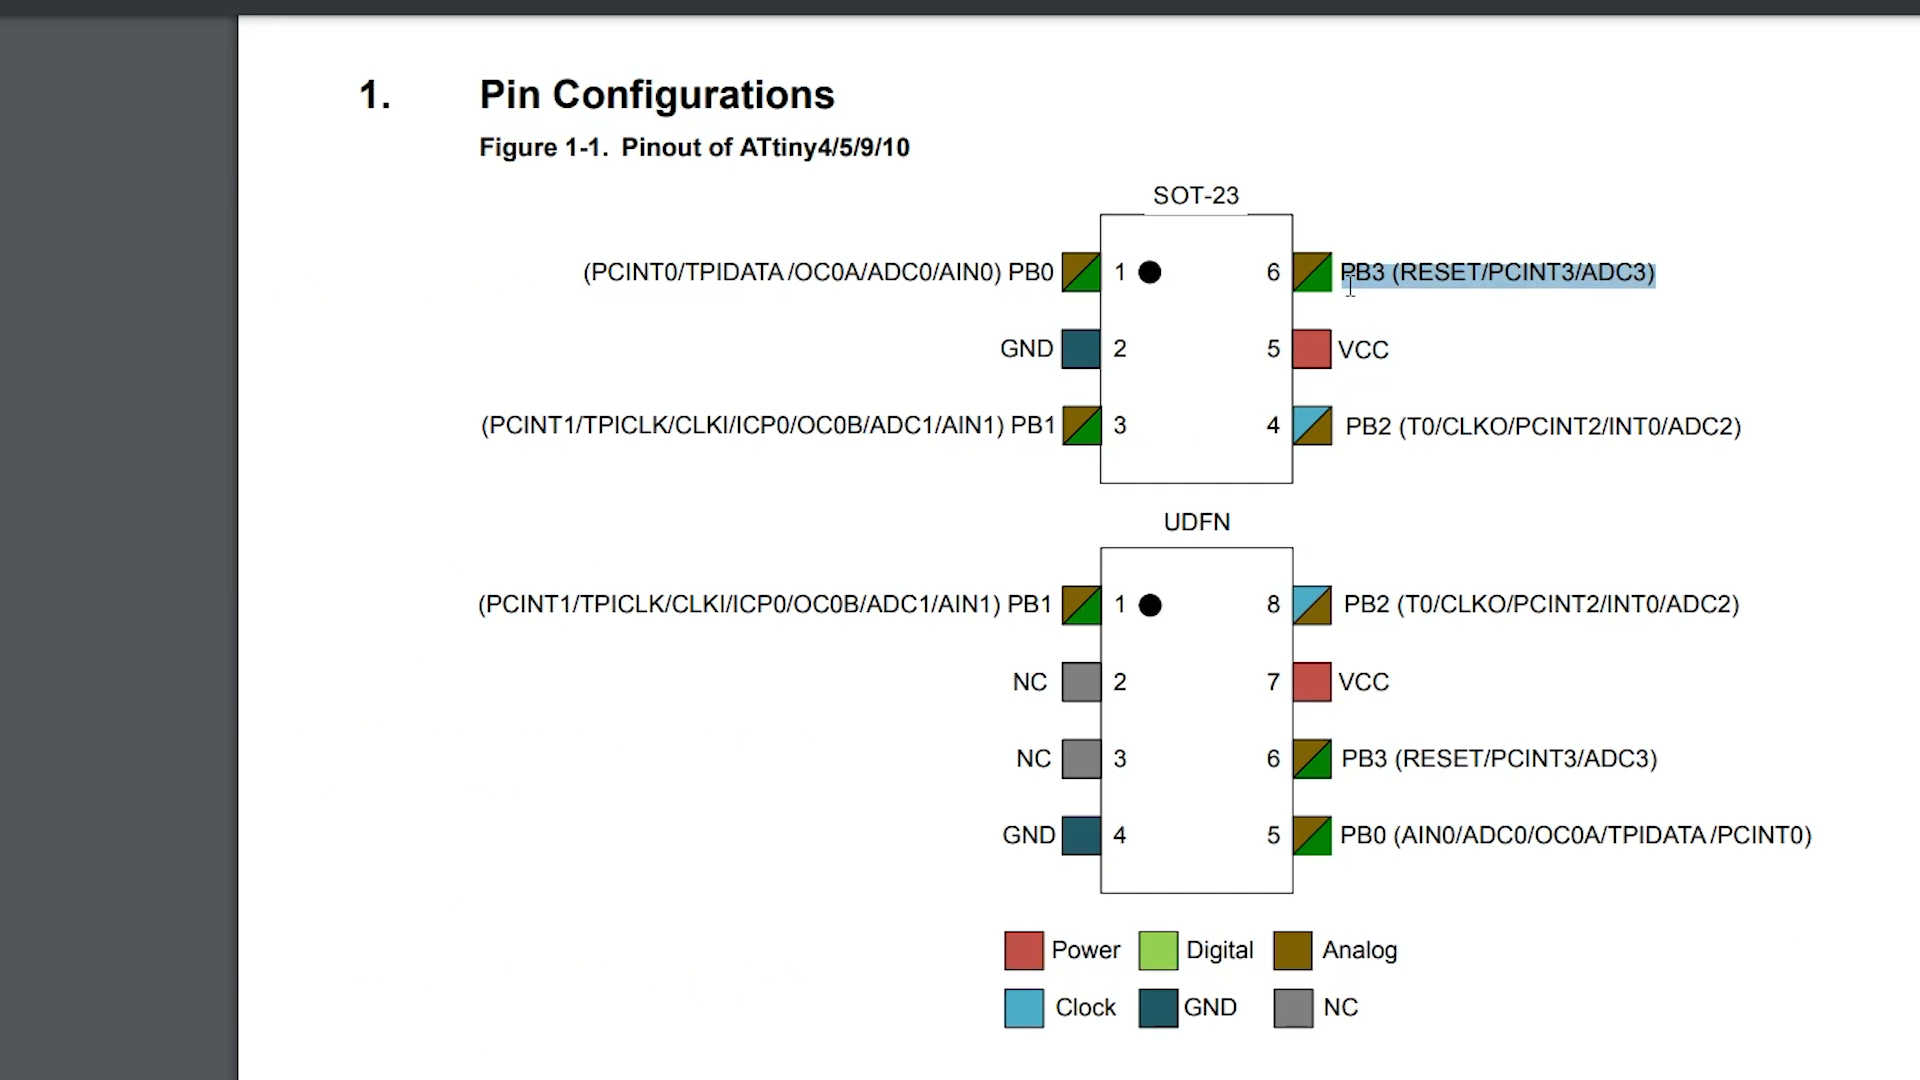 1. Pin Configurations
Figure 1-1. Pinout of ATtiny4/5/9/10
SOT-23
(PCINT0/TPIDATA/OC0A/ADC0/AIN0) PB0 1 6 PB3 (RESET/PCINT3/ADC3)
GND 2 5 VCC
(PCINT1/TPICLK/CLKI/ICP0/OC0B/ADC1/AIN1) PB1 3 4 PB2 (T0/CLKO/PCINT2/INT0/ADC2)
UDFN
(PCINT1/TPICLK/CLKI/ICP0/OC0B/ADC1/AIN1) PB1 1 8 PB2 (T0/CLKO/PCINT2/INT0/ADC2)
NC 2 7 VCC
NC 3 6 PB3 (RESET/PCINT3/ADC3)
GND 4 5 PB0 (AIN0/ADC0/OC0A/TPIDATA/PCINT0)
Power Digital Analog
Clock GND NC